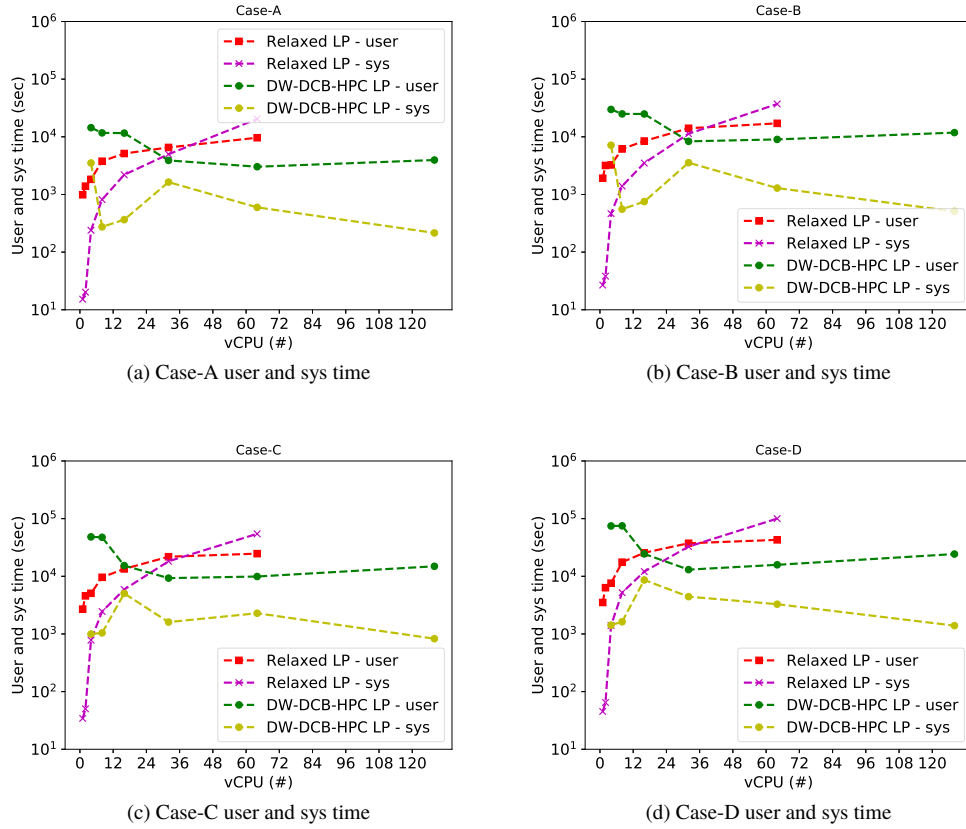 Case-A
User and sys time (sec)
10^6
10^5
10^4
10^3
10^2
10^1
Relaxed LP - user
Relaxed LP - sys
DW-DCB-HPC LP - user
DW-DCB-HPC LP - sys
0 12 24 36 48 60 72 84 96 108 120
vCPU (#)
(a) Case-A user and sys time
Case-B
User and sys time (sec)
10^6
10^5
10^4
10^3
10^2
10^1
Relaxed LP - user
Relaxed LP - sys
DW-DCB-HPC LP - user
DW-DCB-HPC LP - sys
0 12 24 36 48 60 72 84 96 108 120
vCPU (#)
(b) Case-B user and sys time
Case-C
User and sys time (sec)
10^6
10^5
10^4
10^3
10^2
10^1
Relaxed LP - user
Relaxed LP - sys
DW-DCB-HPC LP - user
DW-DCB-HPC LP - sys
0 12 24 36 48 60 72 84 96 108 120
vCPU (#)
(c) Case-C user and sys time
Case-D
User and sys time (sec)
10^6
10^5
10^4
10^3
10^2
10^1
Relaxed LP - user
Relaxed LP - sys
DW-DCB-HPC LP - user
DW-DCB-HPC LP - sys
0 12 24 36 48 60 72 84 96 108 120
vCPU (#)
(d) Case-D user and sys time